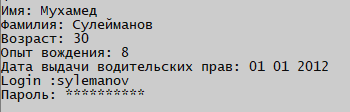 Имя: Мухамед
Фамилия: Сулейманов
Возраст: 30
Опыт вождения: 8
Дата выдачи водительских прав: 01 01 2012
Login :sylemanov
Пароль: **********